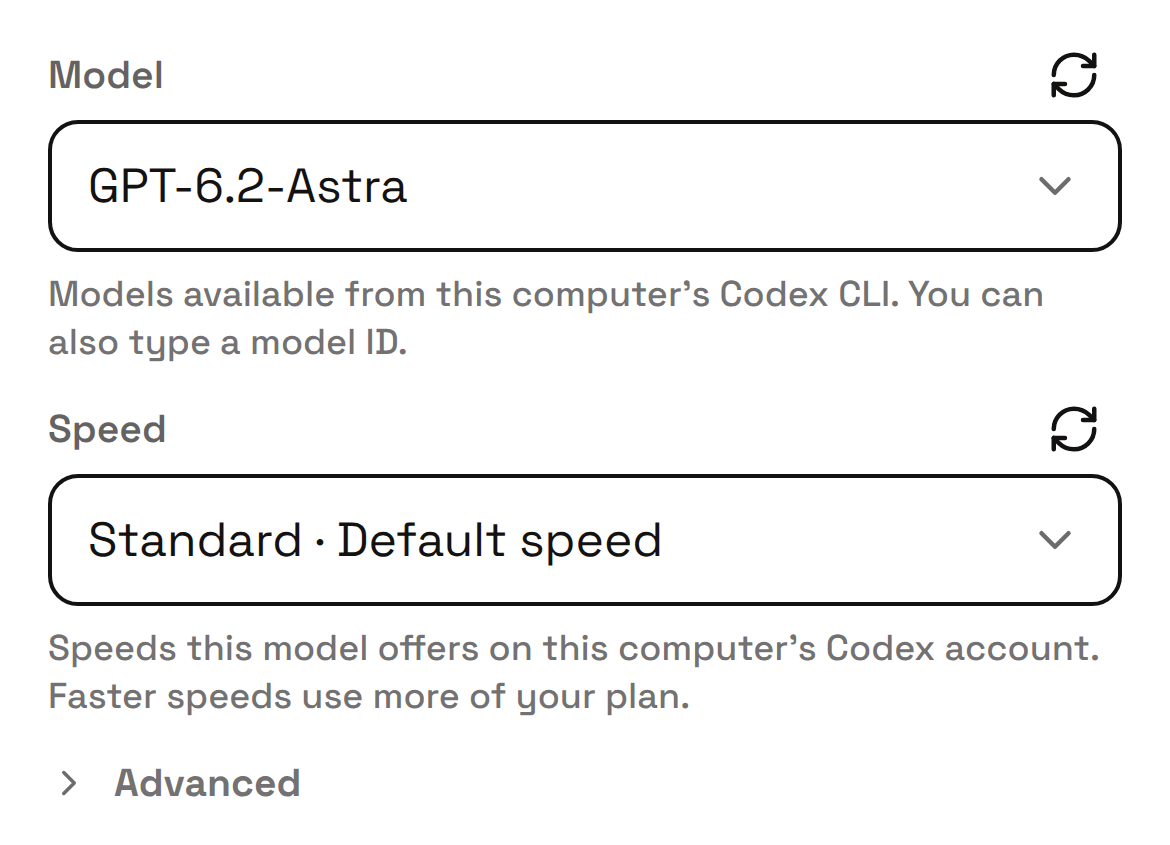 Model
GPT-6.2-Astra
Models available from this computer’s Codex CLI. You can
also type a model ID.
Speed
Standard · Default speed
Speeds this model offers on this computer’s Codex account.
Faster speeds use more of your plan.
Advanced